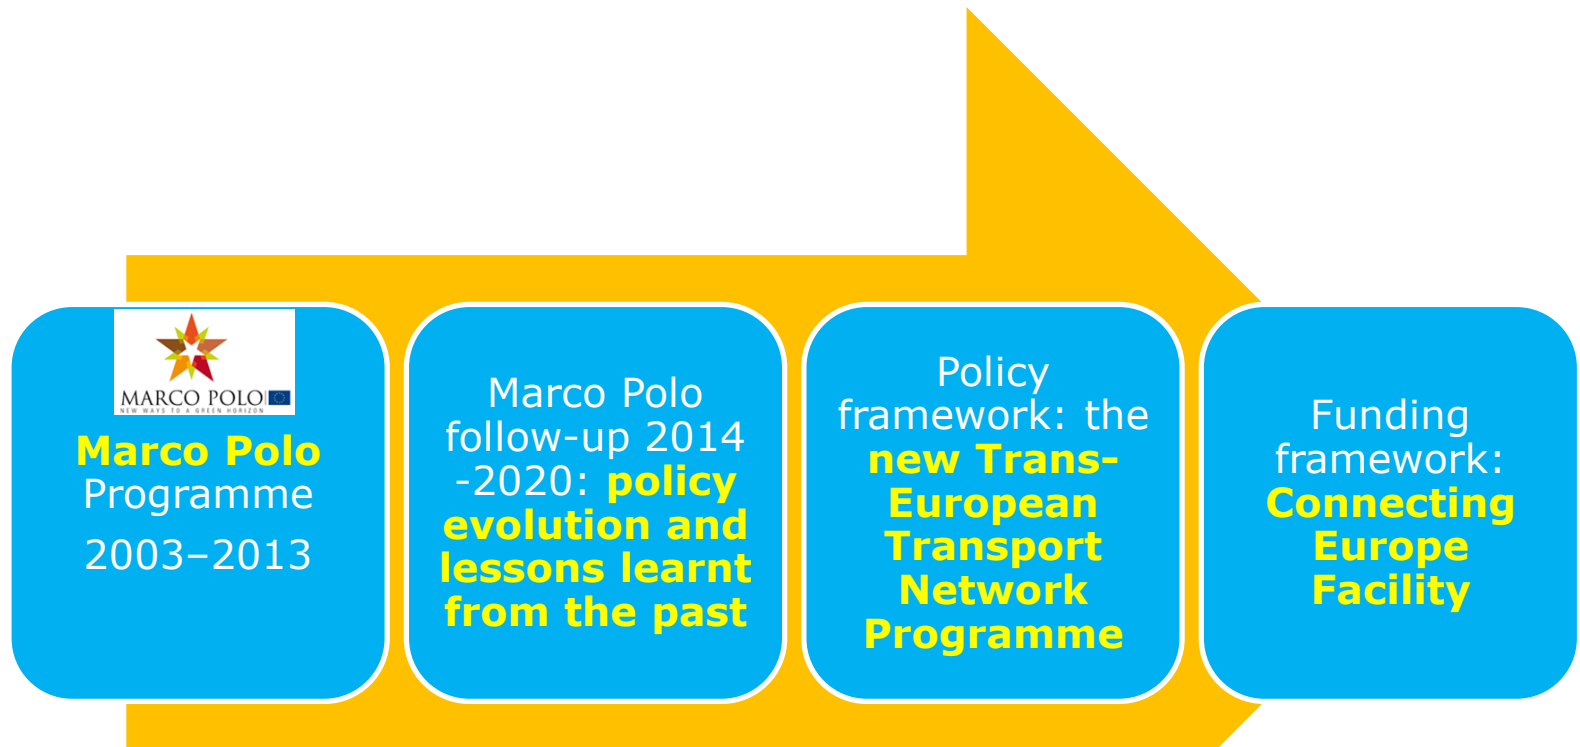 MARCO POLO
NEW WAYS TO A GREEN HORIZON
Marco Polo
Programme
2003–2013
Marco Polo
follow-up 2014
-2020: policy
evolution and
lessons learnt
from the past
Policy
framework: the
new Trans-
European
Transport
Network
Programme
Funding
framework:
Connecting
Europe
Facility